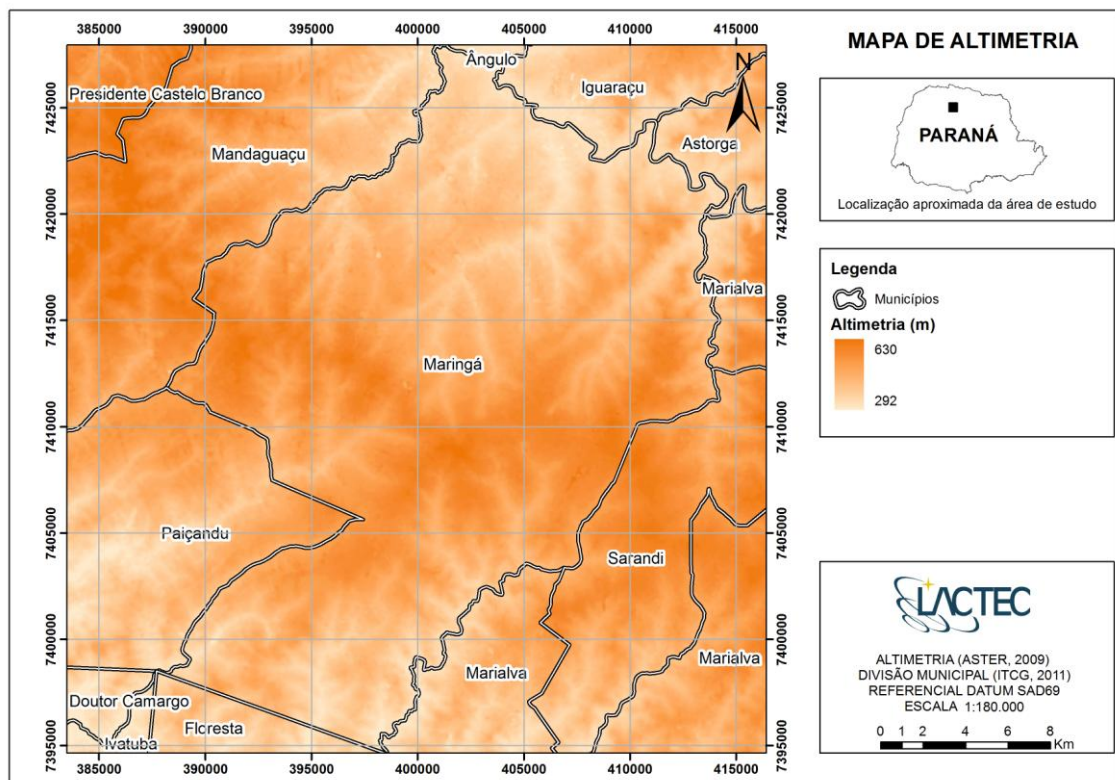 385000 390000 395000 400000 405000 410000 415000
7425000
7420000
7415000
7410000
7405000
7400000
7395000
Ângulo
Iguaraçu
Presidente Castelo Branco
Mandaguaçu
Astorga
Marialva
Maringá
Paiçandu
Sarandi
Marialva
Marialva
Doutor Camargo
Floresta
Ivatuba
N
7425000
7420000
7415000
7410000
7405000
7400000
7395000
385000 390000 395000 400000 405000 410000 415000
MAPA DE ALTIMETRIA
PARANÁ
Localização aproximada da área de estudo
Legenda
Municípios
Altimetria (m)
630
292
LACTEC
ALTIMETRIA (ASTER, 2009)
DIVISÃO MUNICIPAL (ITCG, 2011)
REFERENCIAL DATUM SAD69
ESCALA 1:180.000
0 1 2 4 6 8
Km